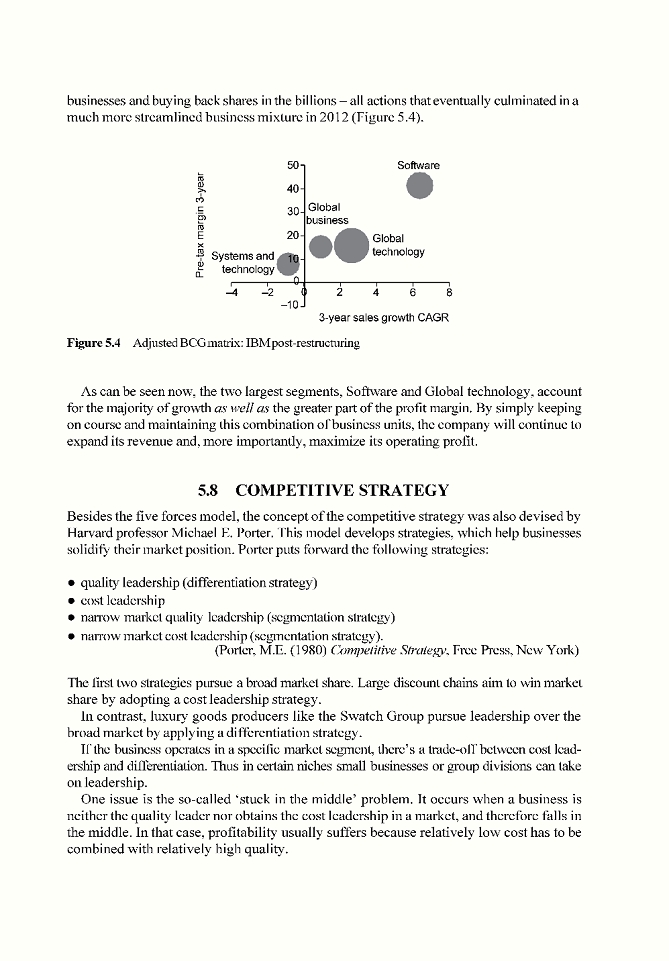 businesses and buying back shares in the billions – all actions that eventually culminated in a
much more streamlined business mixture in 2012 (Figure 5.4).
50
Software
40
30
Global
business
20
Global
technology
Systems and
technology
10
0
–4 –2 0 2 4 6 8
–10
3-year sales growth CAGR
Pre-tax margin 3-year
Figure 5.4 Adjusted BCG matrix: IBM post-restructuring
As can be seen now, the two largest segments, Software and Global technology, account
for the majority of growth as well as the greater part of the profit margin. By simply keeping
on course and maintaining this combination of business units, the company will continue to
expand its revenue and, more importantly, maximize its operating profit.
5.8 COMPETITIVE STRATEGY
Besides the five forces model, the concept of the competitive strategy was also devised by
Harvard professor Michael E. Porter. This model develops strategies, which help businesses
solidify their market position. Porter puts forward the following strategies:
• quality leadership (differentiation strategy)
• cost leadership
• narrow market quality leadership (segmentation strategy)
• narrow market cost leadership (segmentation strategy).
(Porter, M.E. (1980) Competitive Strategy, Free Press, New York)
The first two strategies pursue a broad market share. Large discount chains aim to win market
share by adopting a cost leadership strategy.
In contrast, luxury goods producers like the Swatch Group pursue leadership over the
broad market by applying a differentiation strategy.
If the business operates in a specific market segment, there's a trade-off between cost lead-
ership and differentiation. Thus in certain niches small businesses or group divisions can take
on leadership.
One issue is the so-called 'stuck in the middle' problem. It occurs when a business is
neither the quality leader nor obtains the cost leadership in a market, and therefore falls in
the middle. In that case, profitability usually suffers because relatively low cost has to be
combined with relatively high quality.